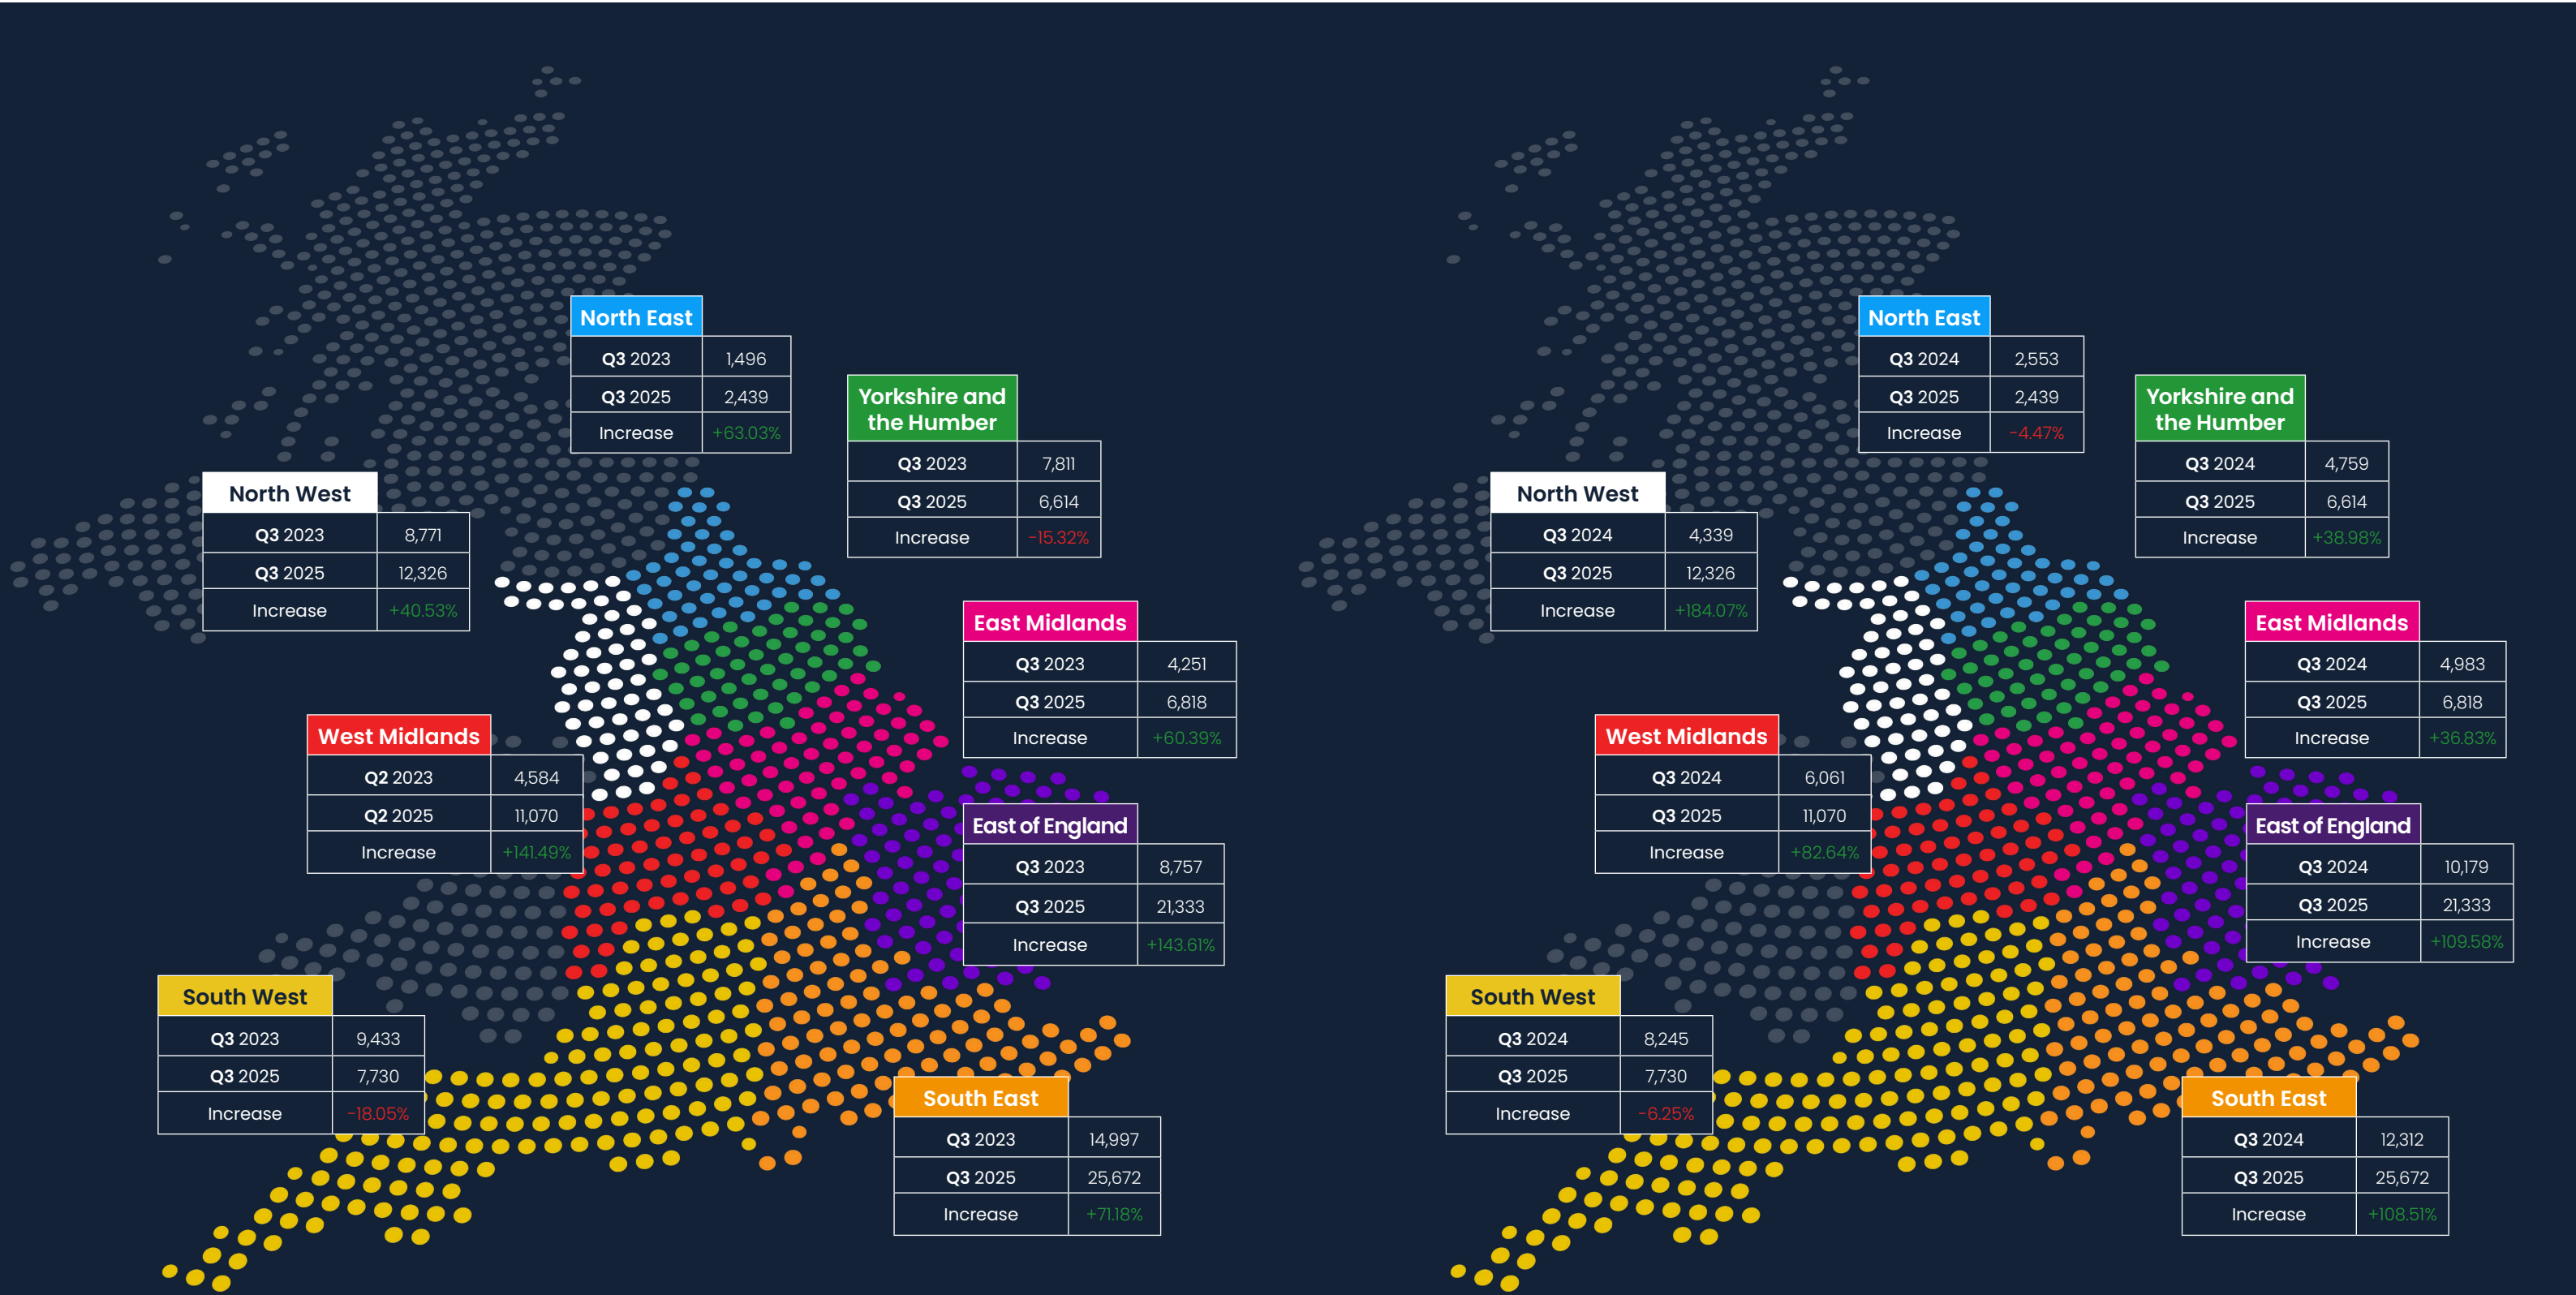 North East
Q3 2023 1,496
Q3 2025 2,439
Increase +63.03%
Yorkshire and
the Humber
Q3 2023 7,811
Q3 2025 6,614
Increase -15.32%
North West
Q3 2023 8,771
Q3 2025 12,326
Increase +40.53%
East Midlands
Q3 2023 4,251
Q3 2025 6,818
Increase +60.39%
West Midlands
Q2 2023 4,584
Q2 2025 11,070
Increase +141.49%
East of England
Q3 2023 8,757
Q3 2025 21,333
Increase +143.61%
South West
Q3 2023 9,433
Q3 2025 7,730
Increase -18.05%
South East
Q3 2023 14,997
Q3 2025 25,672
Increase +71.18%
North East
Q3 2024 2,553
Q3 2025 2,439
Increase -4.47%
Yorkshire and
the Humber
Q3 2024 4,759
Q3 2025 6,614
Increase +38.98%
North West
Q3 2024 4,339
Q3 2025 12,326
Increase +184.07%
East Midlands
Q3 2024 4,983
Q3 2025 6,818
Increase +36.83%
West Midlands
Q3 2024 6,061
Q3 2025 11,070
Increase +82.64%
East of England
Q3 2024 10,179
Q3 2025 21,333
Increase +109.58%
South West
Q3 2024 8,245
Q3 2025 7,730
Increase -6.25%
South East
Q3 2024 12,312
Q3 2025 25,672
Increase +108.51%